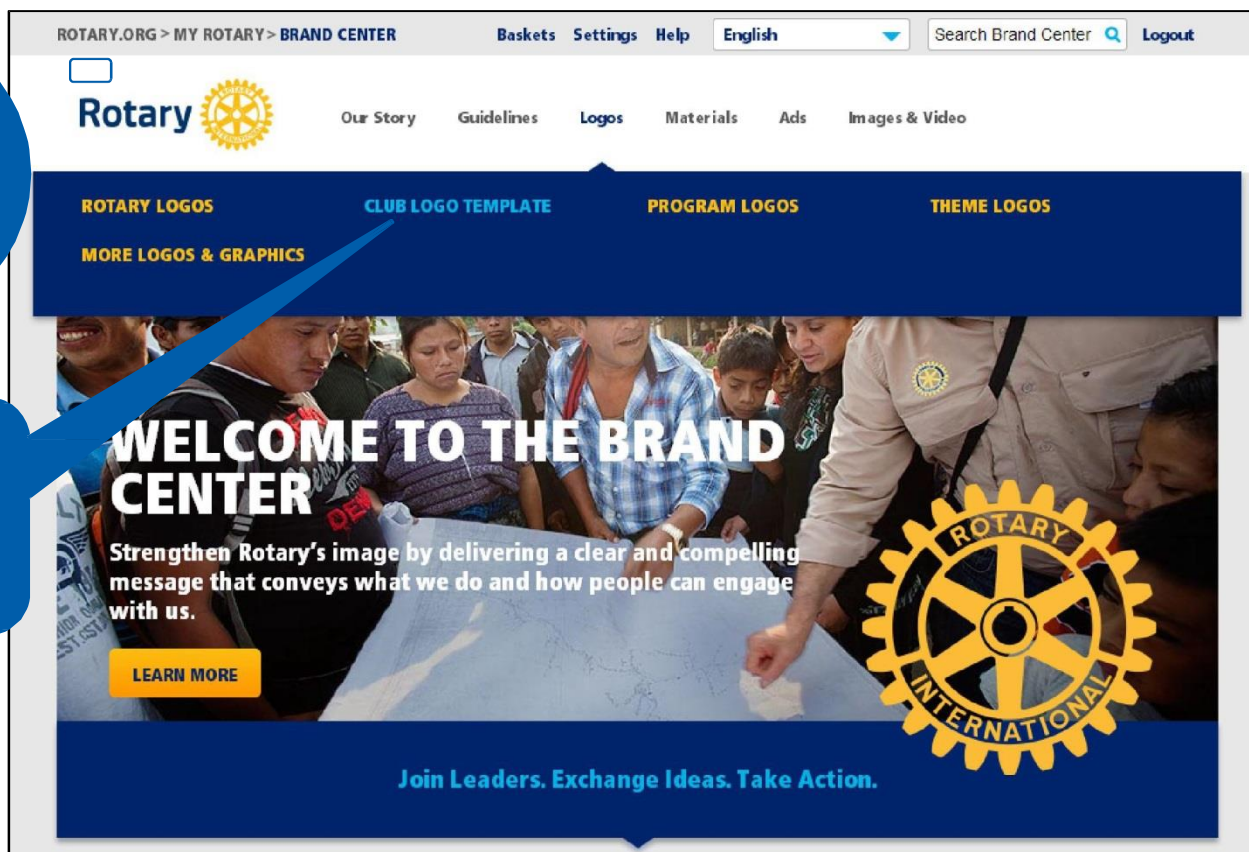 ROTARY.ORG > MY ROTARY > BRAND CENTER Baskets Settings Help English Search Brand Center Logout
Rotary ROTARY INTERNATIONAL
Our Story Guidelines Logos Materials Ads Images & Video
ROTARY LOGOS CLUB LOGO TEMPLATE PROGRAM LOGOS THEME LOGOS
MORE LOGOS & GRAPHICS
WELCOME TO THE BRAND
CENTER
Strengthen Rotary's image by delivering a clear and compelling
message that conveys what we do and how people can engage
with us.
LEARN MORE
ROTARY
INTERNATIONAL
Join Leaders. Exchange Ideas. Take Action.